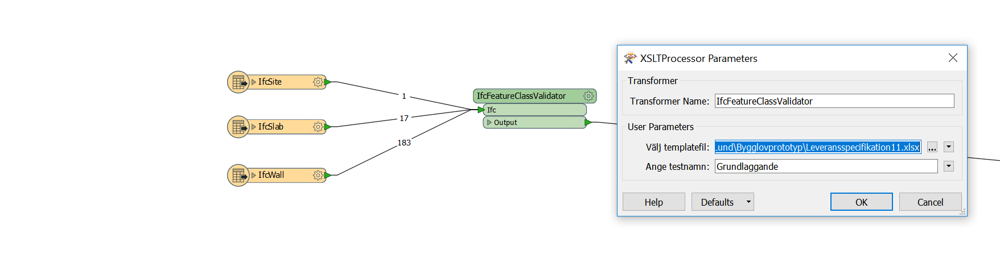 IfcSite
IfcSlab
IfcWall
1
17
183
IfcFeatureClassValidator
Ifc
Output
XSLTProcessor Parameters
Transformer
Transformer Name: IfcFeatureClassValidator
User Parameters
Välj templatefil: Lund\Bygglovprototyp\Leveransspecifikation11.xlsx ...
Ange testnamn: Grundlaggande
Help Defaults OK Cancel